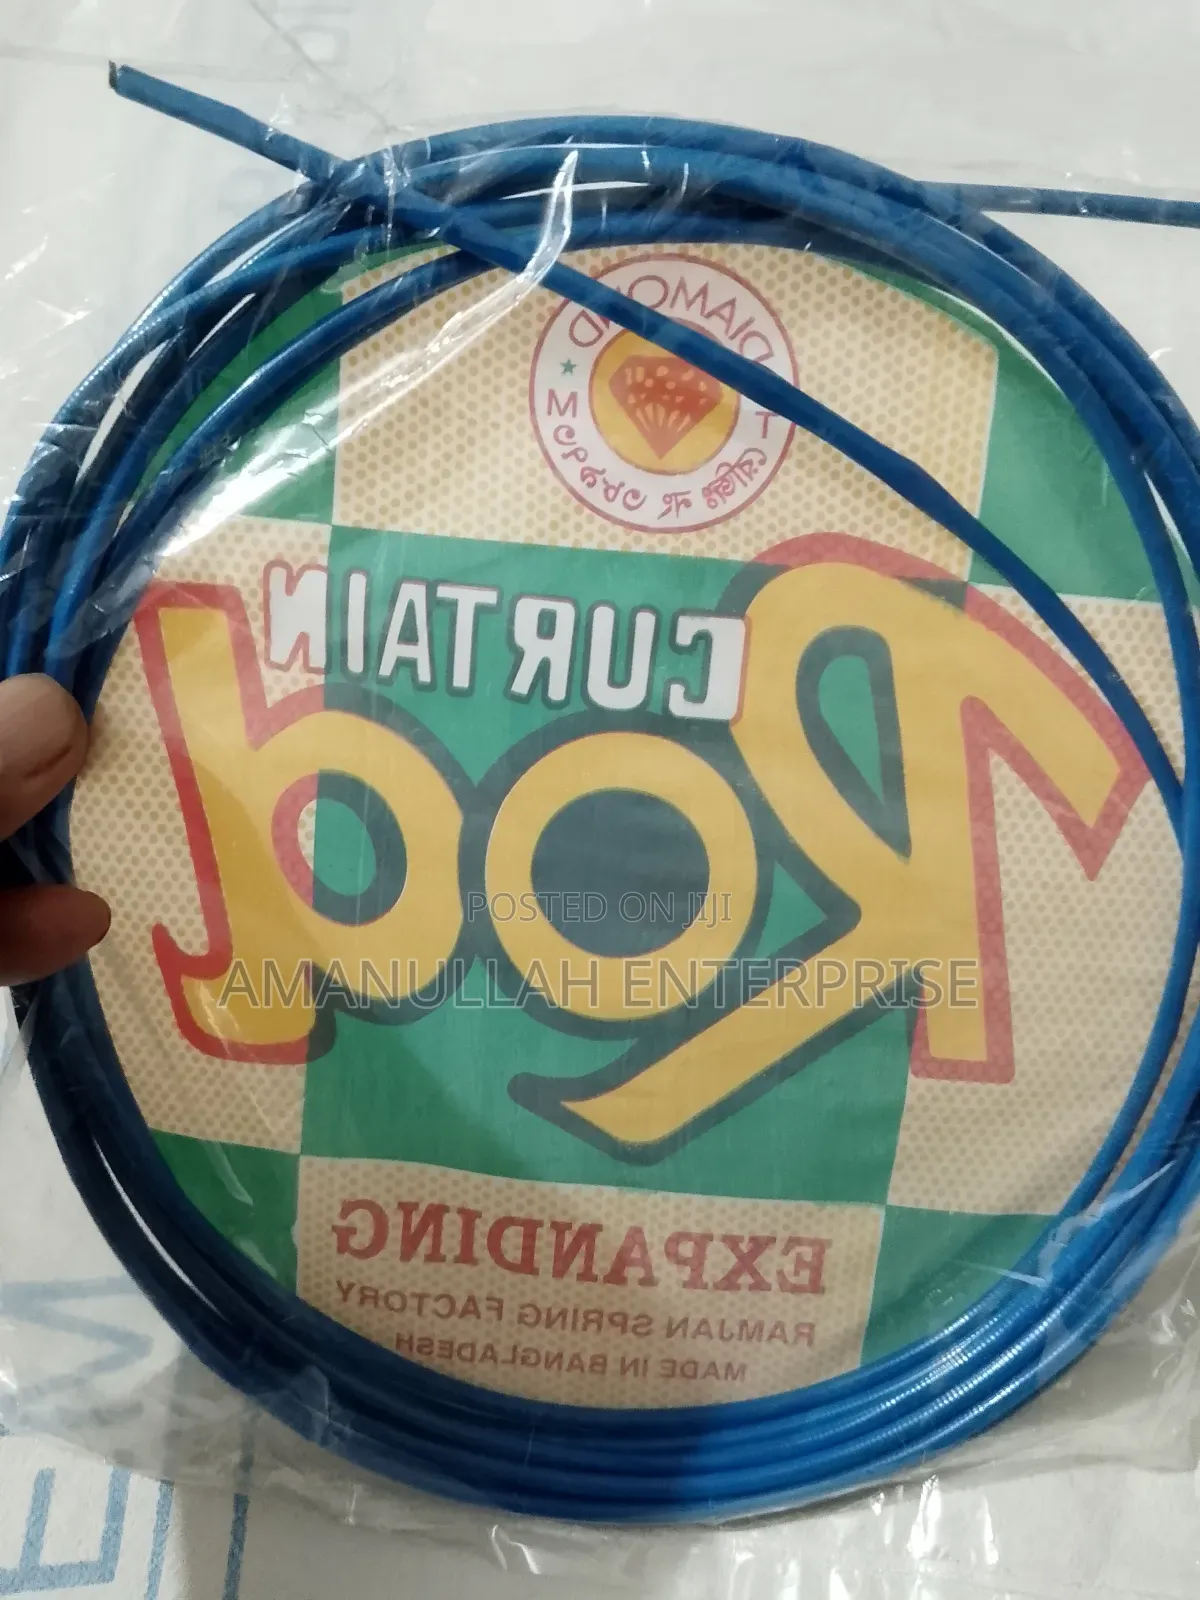 DIAMOND
T M
CURTAIN
Rod
POSTED ON JIJI
AMANULLAH ENTERPRISE
EXPANDING
RAMJAN SPRING FACTORY
MADE IN BANGLADESH